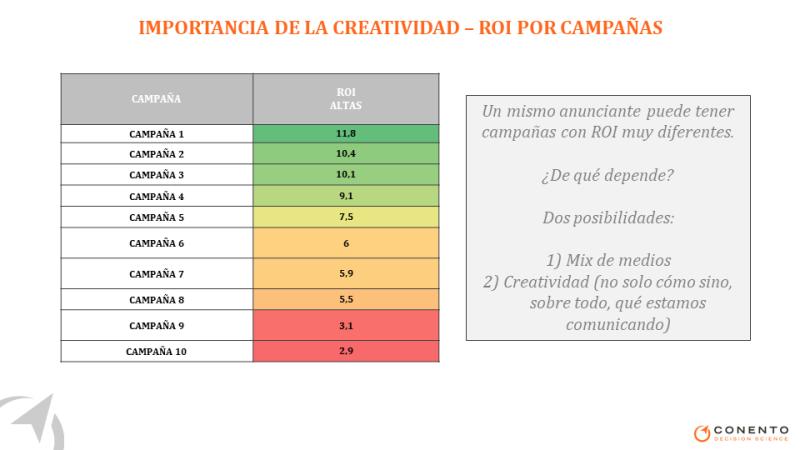 IMPORTANCIA DE LA CREATIVIDAD – ROI POR CAMPAÑAS
CAMPAÑA ROI
ALTAS
CAMPAÑA 1 11,8
CAMPAÑA 2 10,4
CAMPAÑA 3 10,1
CAMPAÑA 4 9,1
CAMPAÑA 5 7,5
CAMPAÑA 6 6
CAMPAÑA 7 5,9
CAMPAÑA 8 5,5
CAMPAÑA 9 3,1
CAMPAÑA 10 2,9
Un mismo anunciante puede tener
campañas con ROI muy diferentes.
¿De qué depende?
Dos posibilidades:
1) Mix de medios
2) Creatividad (no solo cómo sino,
sobre todo, qué estamos
comunicando)
CONENTO
DECISION SCIENCE